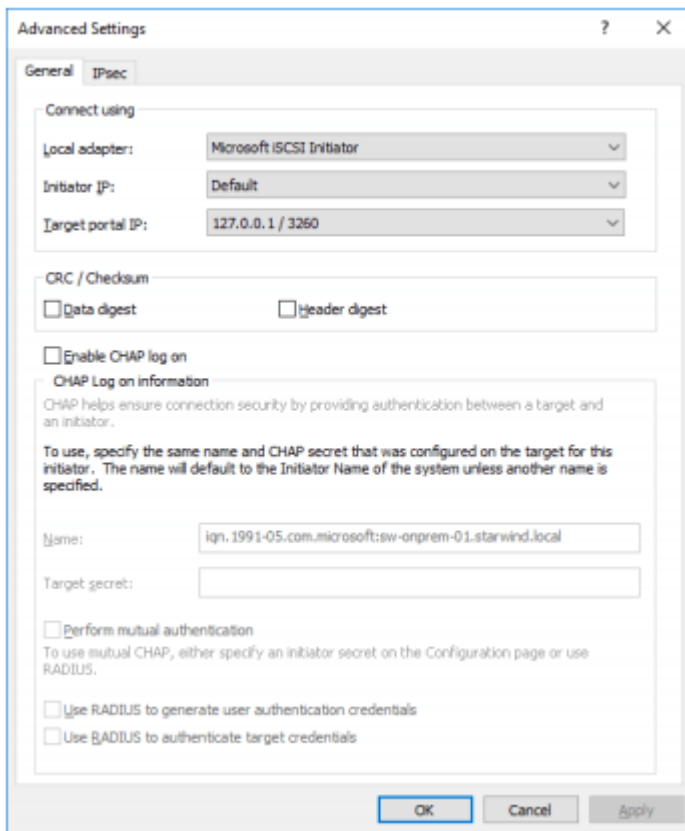 Advanced Settings
General
IPsec
Connect using
Local adapter:
Microsoft iSCSI Initiator
Initiator IP:
Default
Target portal IP:
127.0.0.1 / 3260
CRC / Checksum
Data digest
Header digest
Enable CHAP log on
CHAP Log on information
CHAP helps ensure connection security by providing authentication between a target and
an initiator.
To use, specify the same name and CHAP secret that was configured on the target for this
initiator. The name will default to the Initiator Name of the system unless another name is
specified.
Name:
iqn.1991-05.com.microsoft:sw-onprem-01.starwind.local
Target secret:
Perform mutual authentication
To use mutual CHAP, either specify an initiator secret on the Configuration page or use
RADIUS.
Use RADIUS to generate user authentication credentials
Use RADIUS to authenticate target credentials
OK
Cancel
Apply